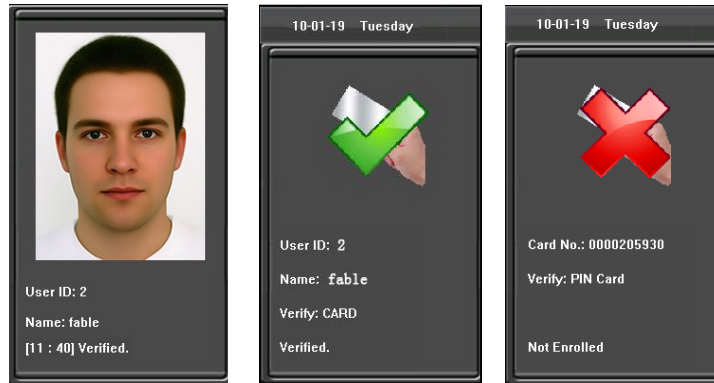 User ID: 2
Name: fable
[11 : 40] Verified.
10-01-19 Tuesday
User ID: 2
Name: fable
Verify: CARD
Verified.
10-01-19 Tuesday
Card No.: 0000205930
Verify: PIN Card
Not Enrolled